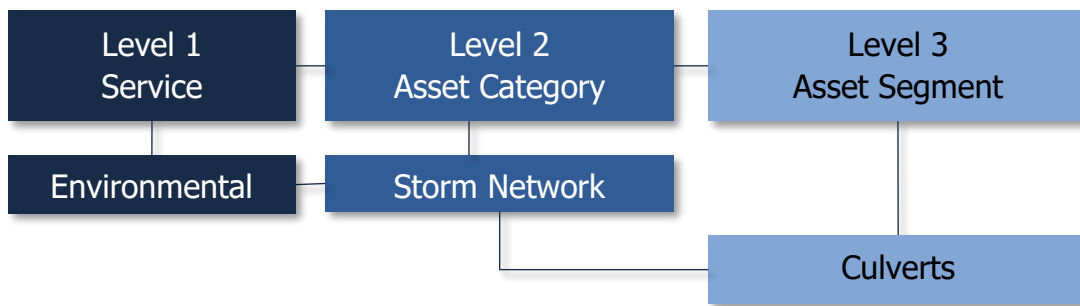 Level 1
Service
Level 2
Asset Category
Level 3
Asset Segment
Environmental
Storm Network
Culverts